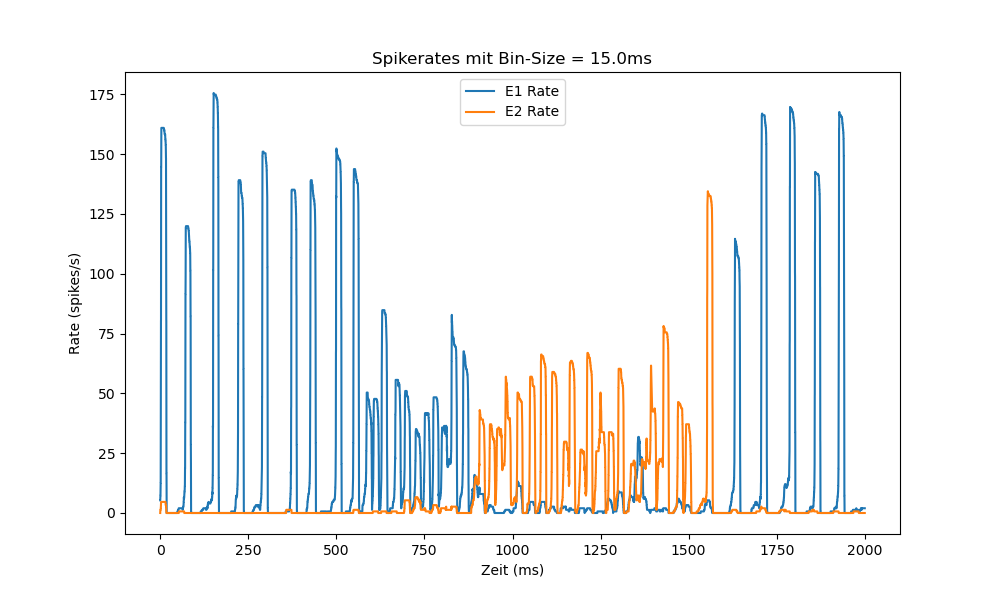 Spikerates mit Bin-Size = 15.0ms
E1 Rate
E2 Rate
Rate (spikes/s)
175
150
125
100
75
50
25
0
0 250 500 750 1000 1250 1500 1750 2000
Zeit (ms)